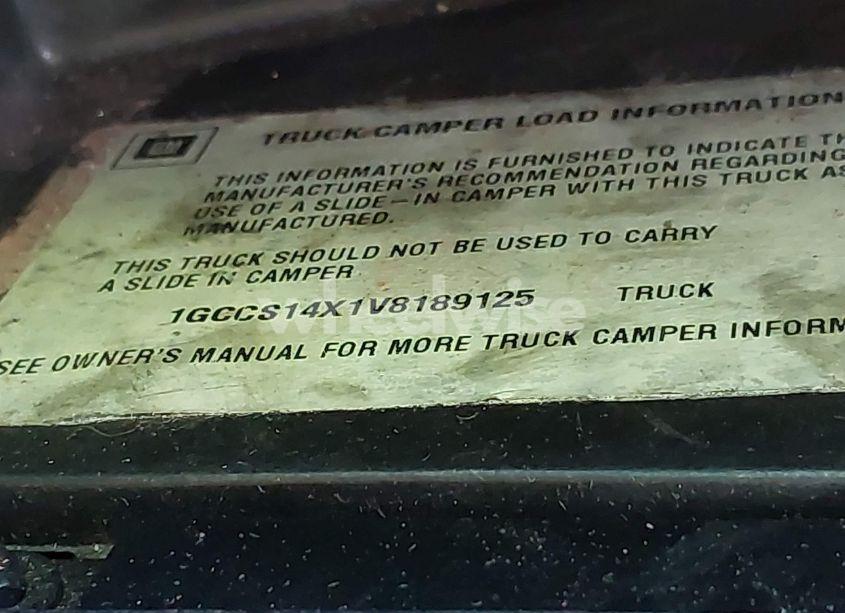 GM
TRUCK CAMPER LOAD INFORMATION
THIS INFORMATION IS FURNISHED TO INDICATE
MANUFACTURER'S RECOMMENDATION REGARDING
USE OF A SLIDE-IN CAMPER WITH THIS TRUCK AS
MANUFACTURED.
THIS TRUCK SHOULD NOT BE USED TO CARRY
A SLIDE IN CAMPER
1GCCS14X1V8189125 TRUCK
wheelwise
SEE OWNER'S MANUAL FOR MORE TRUCK CAMPER INFORM